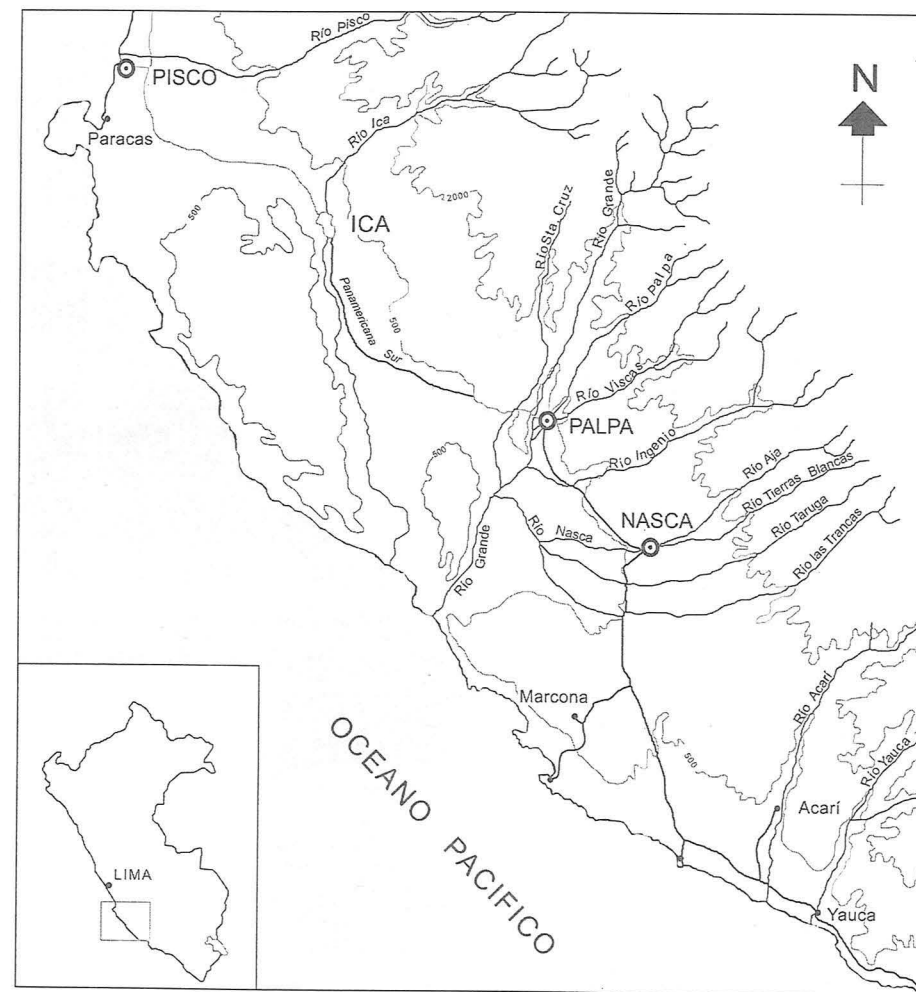 Río Pisco
PISCO
N
Paracas
Río Ica
2000
Río Sta Cruz
Río Grande
500
ICA
Río Palpa
Panamericana
Sur
500
Río Viscas
PALPA
Río Ingenio
500
Río Aja
Río Tierras Blancas
NASCA
Río Taruga
Río
Nasca
Río las Trancas
Río Grande
Marcona
Río Acarí
500
Río Yauca
OCEANO PACIFICO
Acarí
LIMA
Yauca